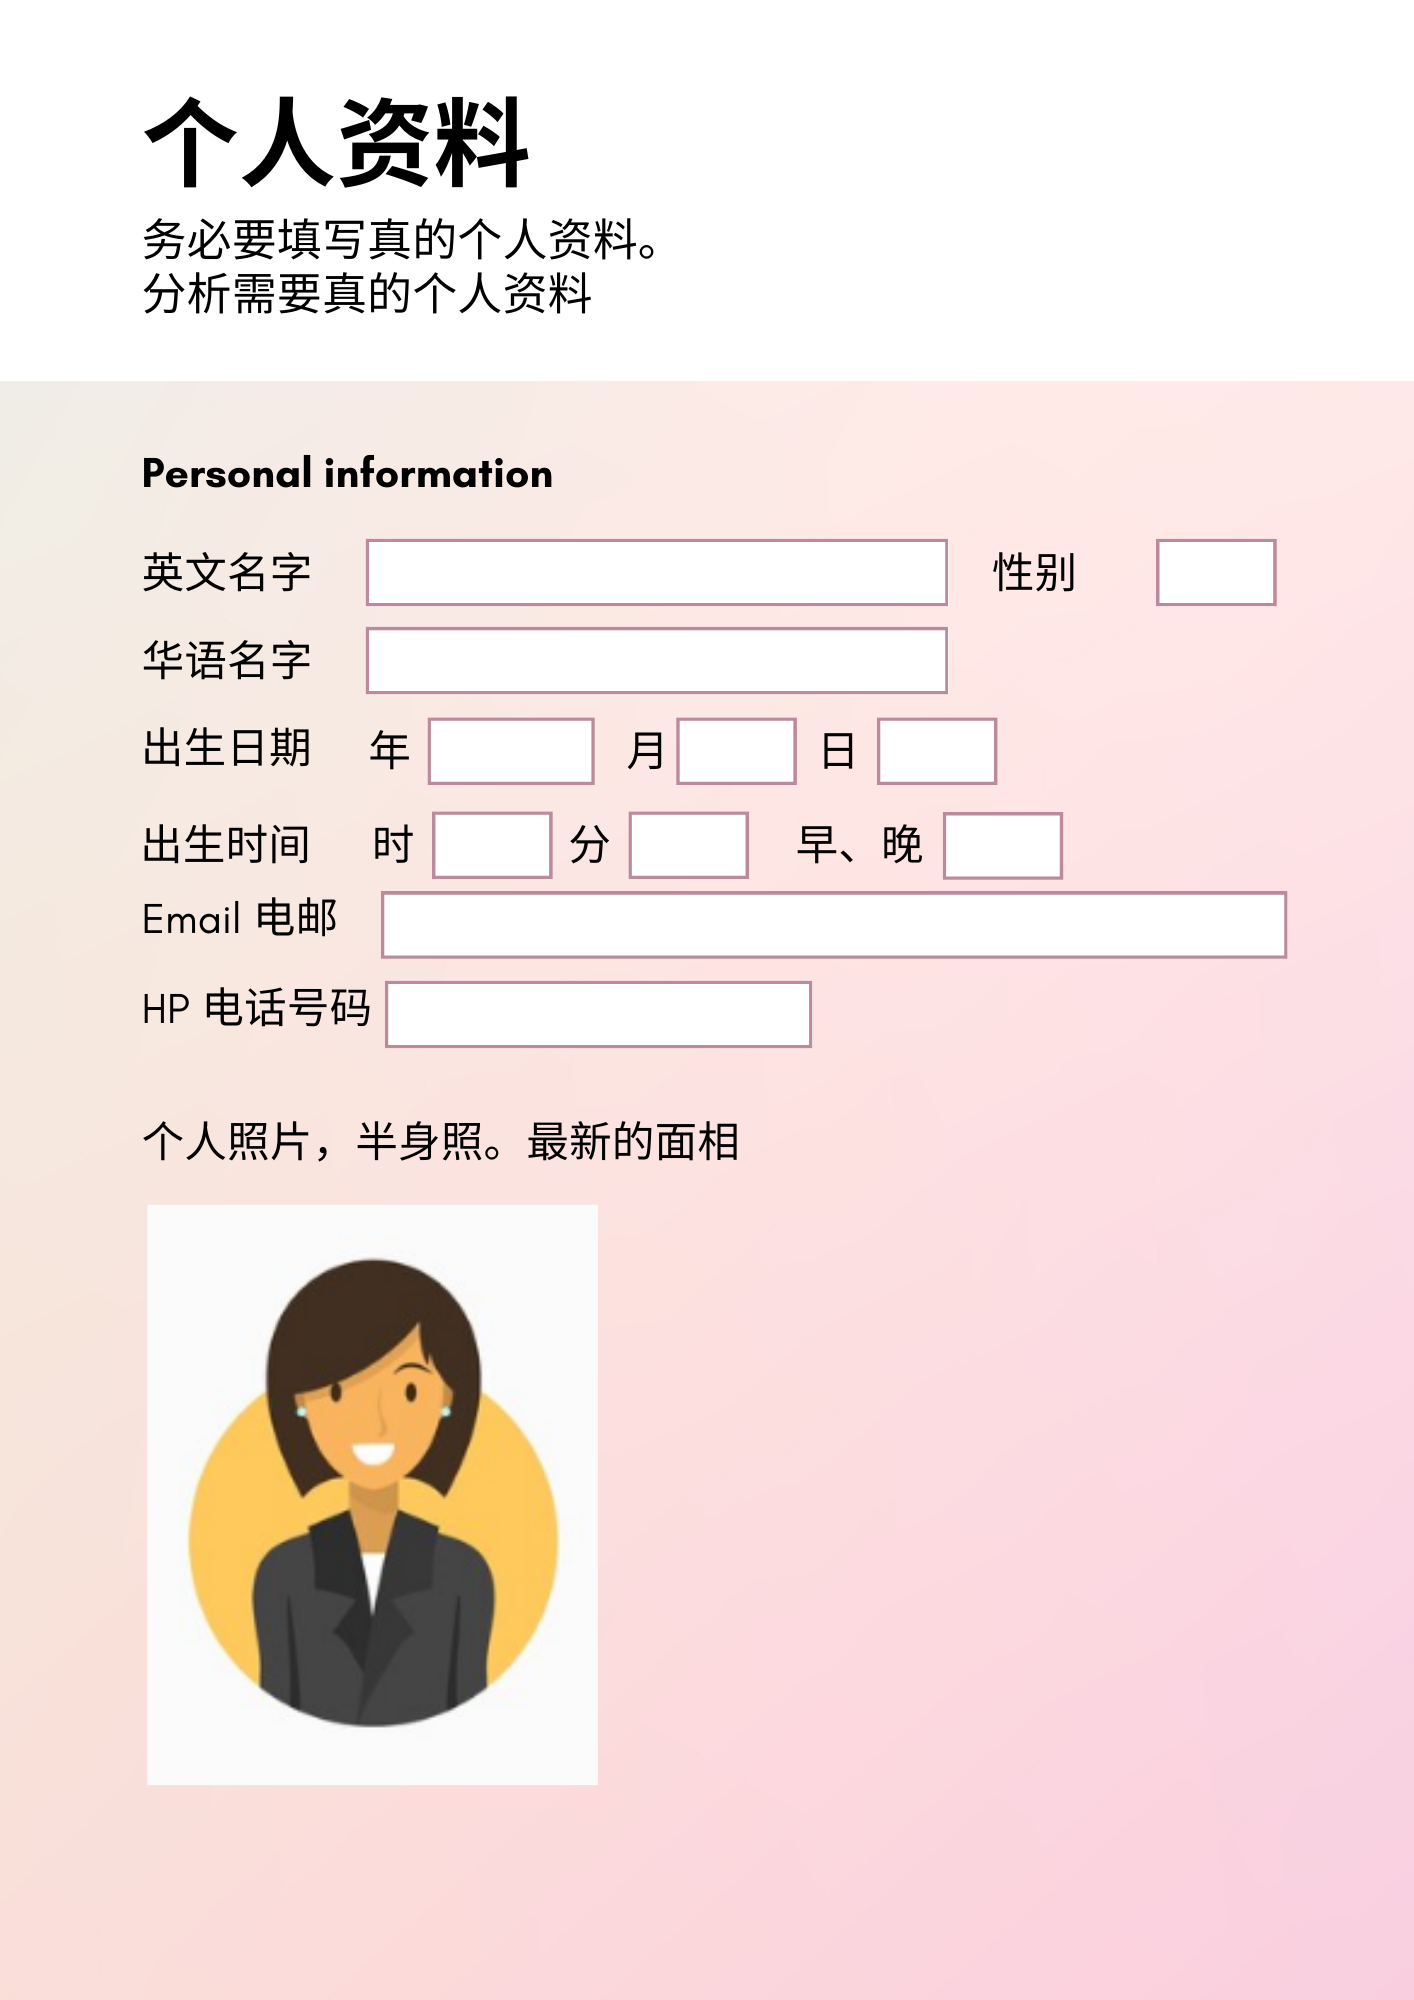 个人资料
务必要填写真的个人资料。
分析需要真的个人资料
Personal information
英文名字 性别
华语名字
出生日期 年 月 日
出生时间 时 分 早、晚
Email 电邮
HP 电话号码
个人照片，半身照。最新的面相